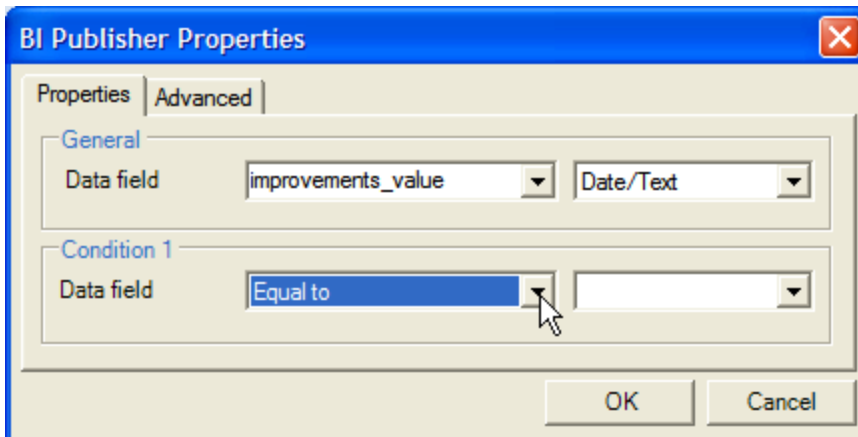 BI Publisher Properties
Properties Advanced
General
Data field improvements_value Date/Text
Condition 1
Data field Equal to
OK Cancel